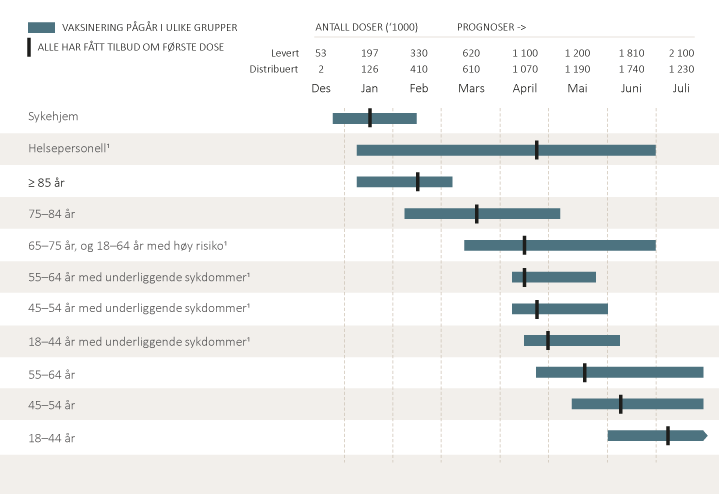 VAKSINERING PÅGÅR I ULIKE GRUPPER
ALLE HAR FÅTT TILBUD OM FØRSTE DOSE
ANTALL DOSER ('1000) PROGNOSER ->
Levert 53 197 330 620 1 100 1 200 1 810 2 100
Distribuert 2 126 410 610 1 070 1 190 1 740 1 230
Des Jan Feb Mars April Mai Juni Juli
Sykehjem
Helsepersonell¹
≥ 85 år
75–84 år
65–75 år, og 18–64 år med høy risiko¹
55–64 år med underliggende sykdommer¹
45–54 år med underliggende sykdommer¹
18–44 år med underliggende sykdommer¹
55–64 år
45–54 år
18–44 år